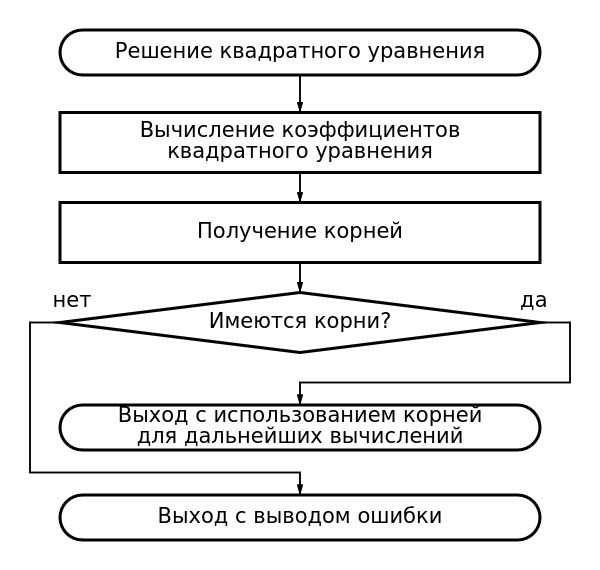 Решение квадратного уравнения
Вычисление коэффициентов
квадратного уравнения
Получение корней
нет
да
Имеются корни?
Выход с использованием корней
для дальнейших вычислений
Выход с выводом ошибки